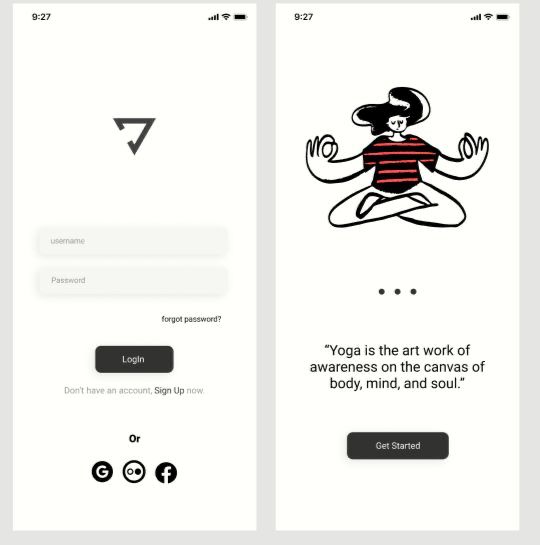 9:27
username
Password
forgot password?
LogIn
Don't have an account, Sign Up now.
Or
9:27
“Yoga is the art work of
awareness on the canvas of
body, mind, and soul.”
Get Started